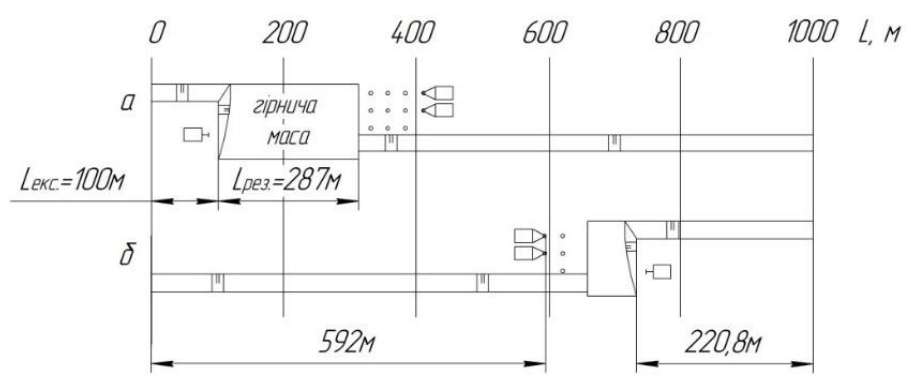 0 200 400 600 800 1000 L, м
а
гірнича
маса
Lекс.=100м
Lрез.=287м
б
592м
220,8м